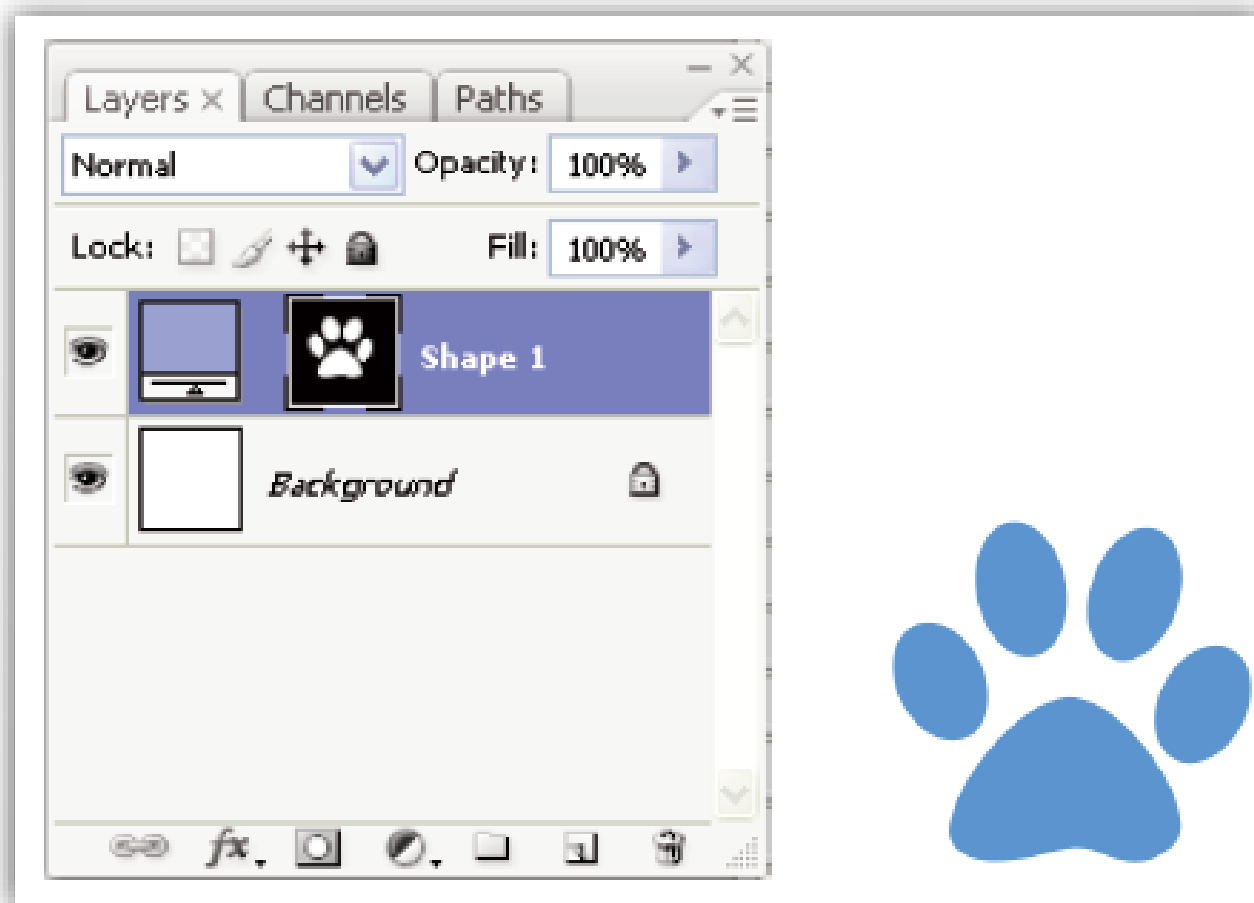 Layers × Channels Paths
Normal Opacity: 100%
Lock: Fill: 100%
Shape 1
Background
fx.